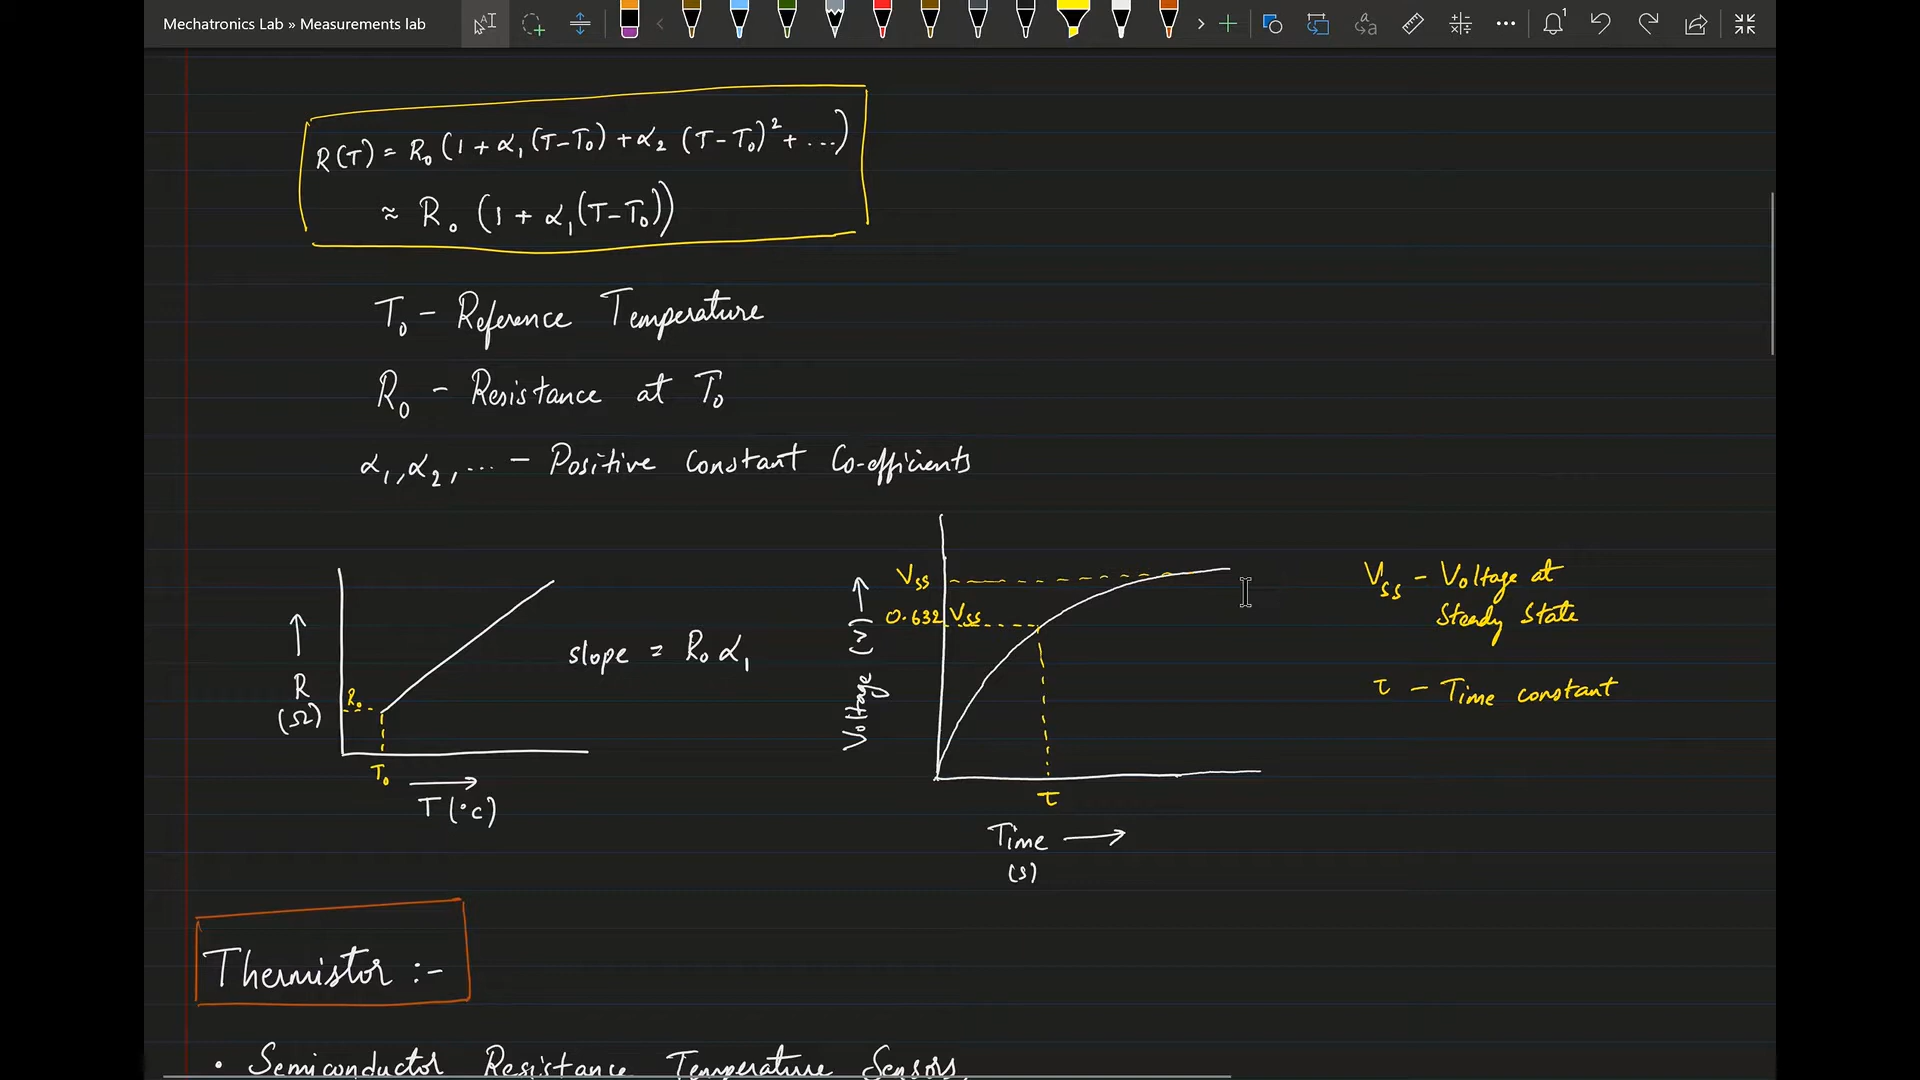 Mechatronics Lab » Measurements lab
R(T) = R₀ (1 + α₁ (T-T₀) + α₂ (T-T₀)² + ...)
≈ R₀ (1 + α₁ (T-T₀))
T₀ - Reference Temperature
R₀ - Resistance at T₀
α₁, α₂, ... - Positive Constant Co-efficients
R
(Ω)
R₀
T₀
T (°c)
slope = R₀ α₁
Voltage (v)
Vss
0.632 Vss
τ
Time
(s)
Vss - Voltage at
Steady State
τ - Time constant
Thermistor :-
• Semiconductor Resistance Temperature Sensors.